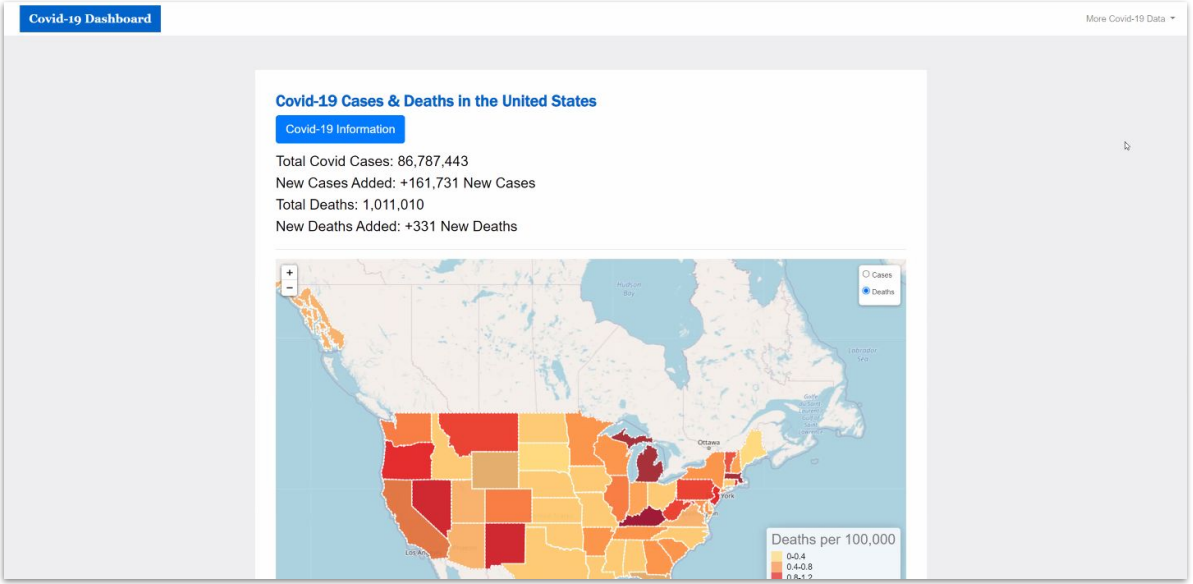 Covid-19 Dashboard
More Covid-19 Data
Covid-19 Cases & Deaths in the United States
Covid-19 Information
Total Covid Cases: 86,787,443
New Cases Added: +161,731 New Cases
Total Deaths: 1,011,010
New Deaths Added: +331 New Deaths
+
−
Cases
Deaths
Hudson
Bay
Labrador
Sea
Ottawa
York
Los An
Deaths per 100,000
0-0.4
0.4-0.8
0.8-1.2